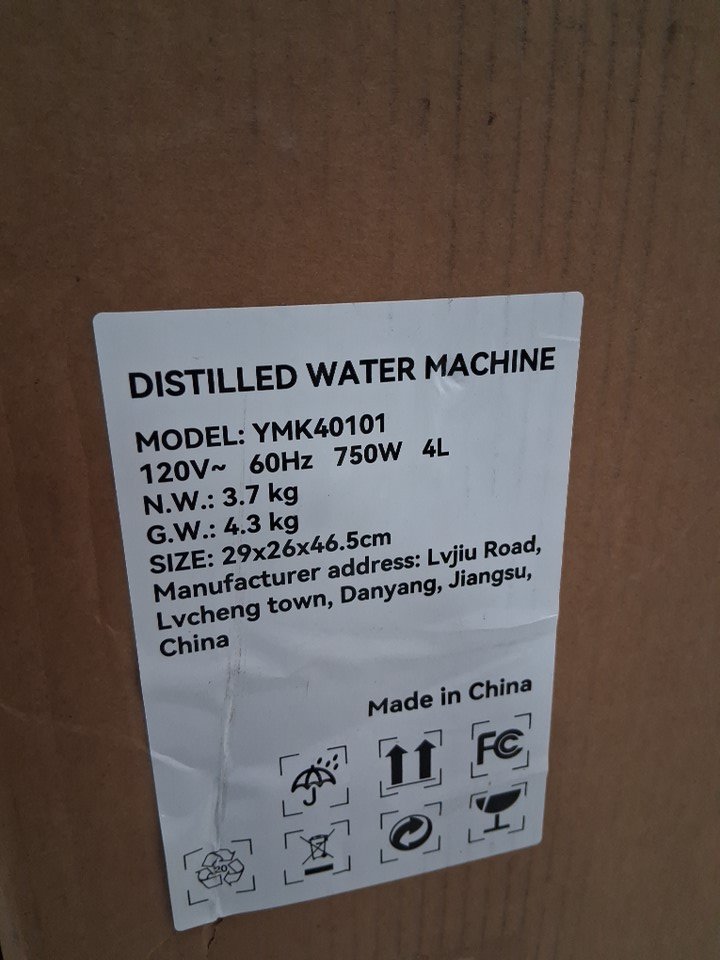 DISTILLED WATER MACHINE
MODEL: YMK40101
120V~ 60Hz 750W 4L
N.W.: 3.7 kg
G.W.: 4.3 kg
SIZE: 29x26x46.5cm
Manufacturer address: Lvjiu Road,
Lvcheng town, Danyang, Jiangsu,
China
Made in China
FC
20